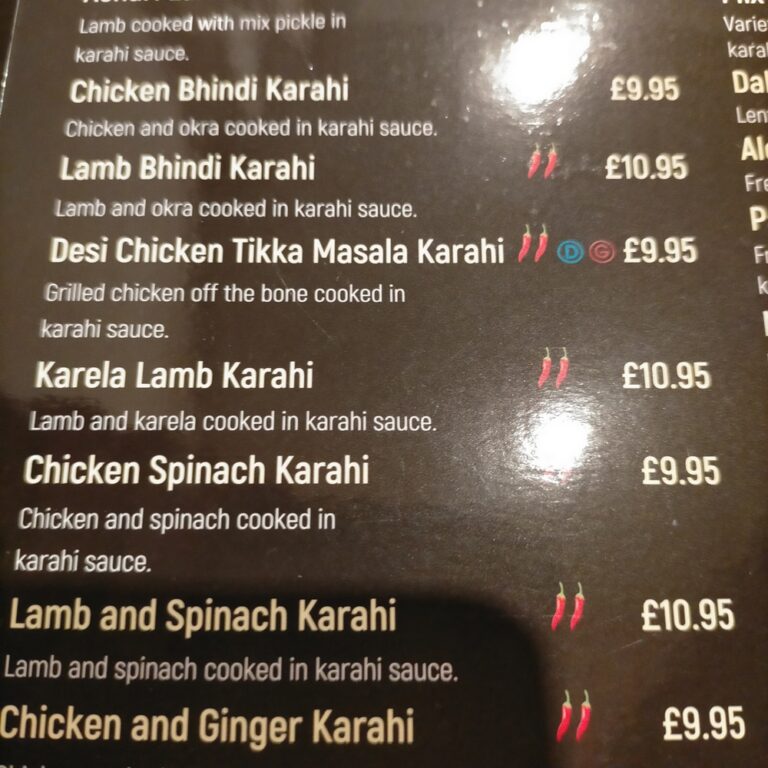 Lamb cooked with mix pickle in
karahi sauce.
Chicken Bhindi Karahi £9.95
Chicken and okra cooked in karahi sauce.
Lamb Bhindi Karahi £10.95
Lamb and okra cooked in karahi sauce.
Desi Chicken Tikka Masala Karahi D G £9.95
Grilled chicken off the bone cooked in
karahi sauce.
Karela Lamb Karahi £10.95
Lamb and karela cooked in karahi sauce.
Chicken Spinach Karahi £9.95
Chicken and spinach cooked in
karahi sauce.
Lamb and Spinach Karahi £10.95
Lamb and spinach cooked in karahi sauce.
Chicken and Ginger Karahi £9.95